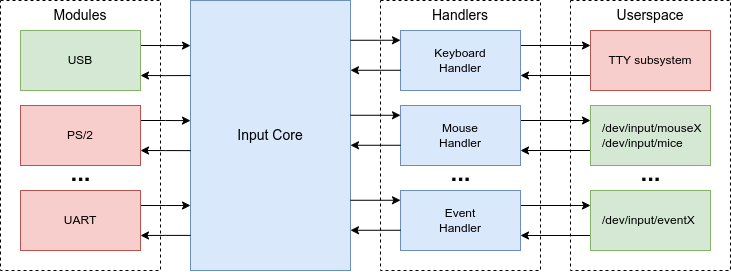 Modules
Handlers
Userspace
USB
Keyboard
Handler
TTY subsystem
PS/2
Input Core
Mouse
Handler
/dev/input/mouseX
/dev/input/mice
...
...
...
UART
Event
Handler
/dev/input/eventX